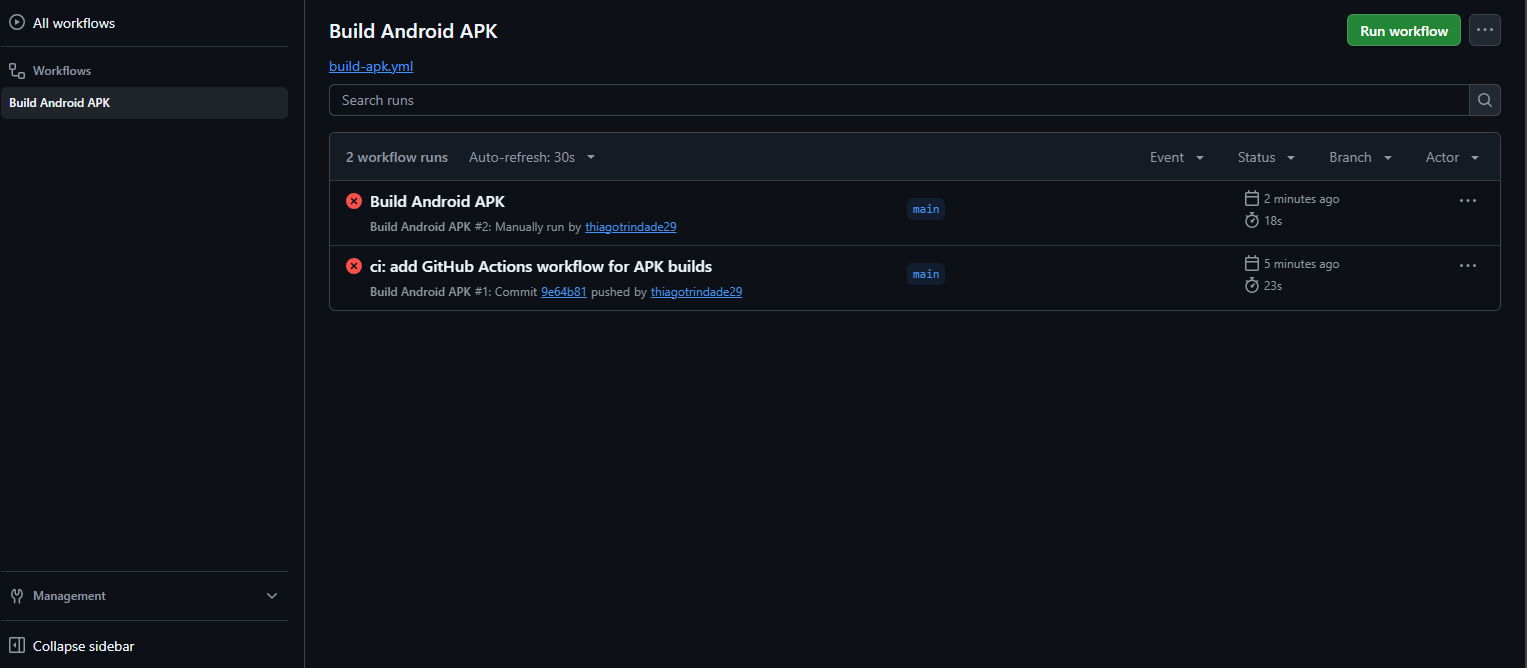 All workflows
Workflows
Build Android APK
Management
Collapse sidebar
Build Android APK
Run workflow
build-apk.yml
Search runs
2 workflow runs Auto-refresh: 30s Event Status Branch Actor
Build Android APK
main
2 minutes ago
Build Android APK #2: Manually run by thiagotrindade29
18s
ci: add GitHub Actions workflow for APK builds
main
5 minutes ago
Build Android APK #1: Commit 9e64b81 pushed by thiagotrindade29
23s